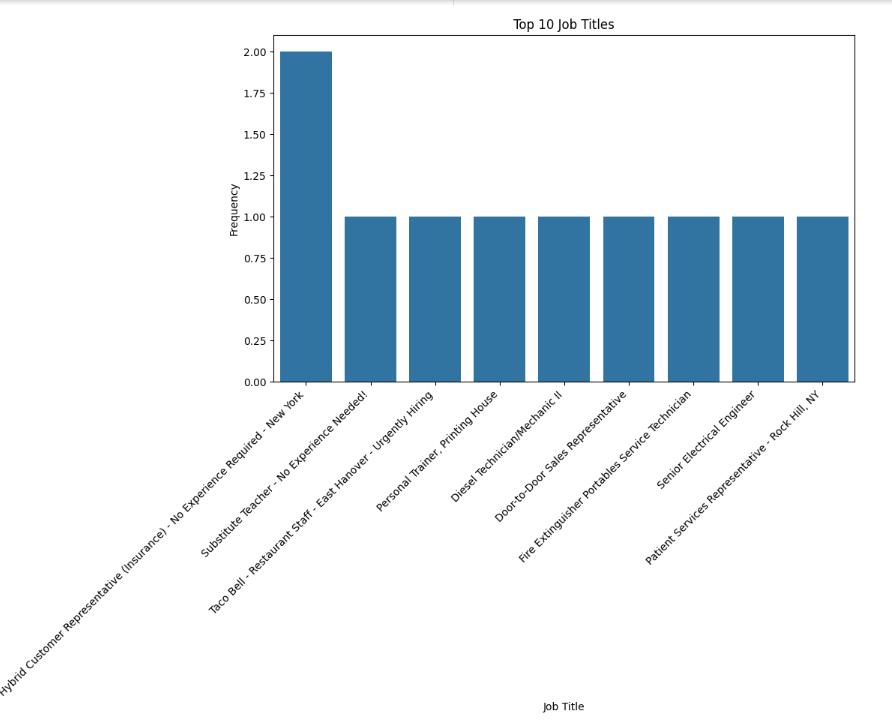 Top 10 Job Titles
Frequency
2.00
1.75
1.50
1.25
1.00
0.75
0.50
0.25
0.00
Hybrid Customer Representative (Insurance) - No Experience Required - New York
Substitute Teacher - No Experience Needed!
Taco Bell - Restaurant Staff - East Hanover - Urgently Hiring
Personal Trainer, Printing House
Diesel Technician/Mechanic II
Door-to-Door Sales Representative
Fire Extinguisher Portables Service Technician
Senior Electrical Engineer
Patient Services Representative - Rock Hill, NY
Job Title